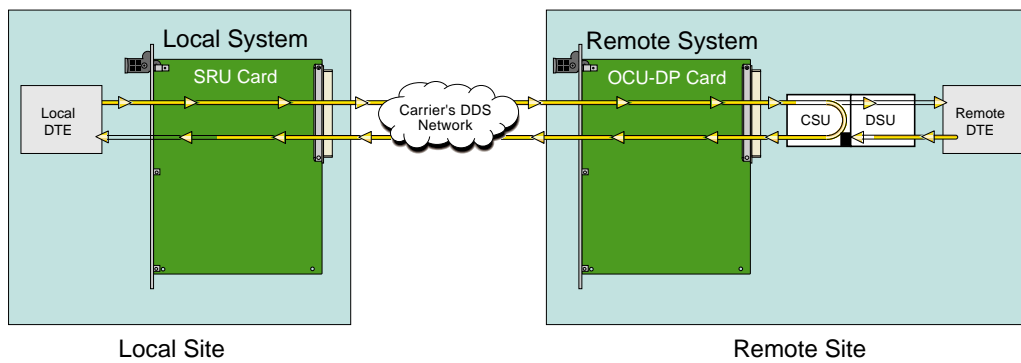 Local System
Remote System
SRU Card
OCU-DP Card
Local
DTE
Carrier's DDS
Network
CSU
DSU
Remote
DTE
Local Site
Remote Site